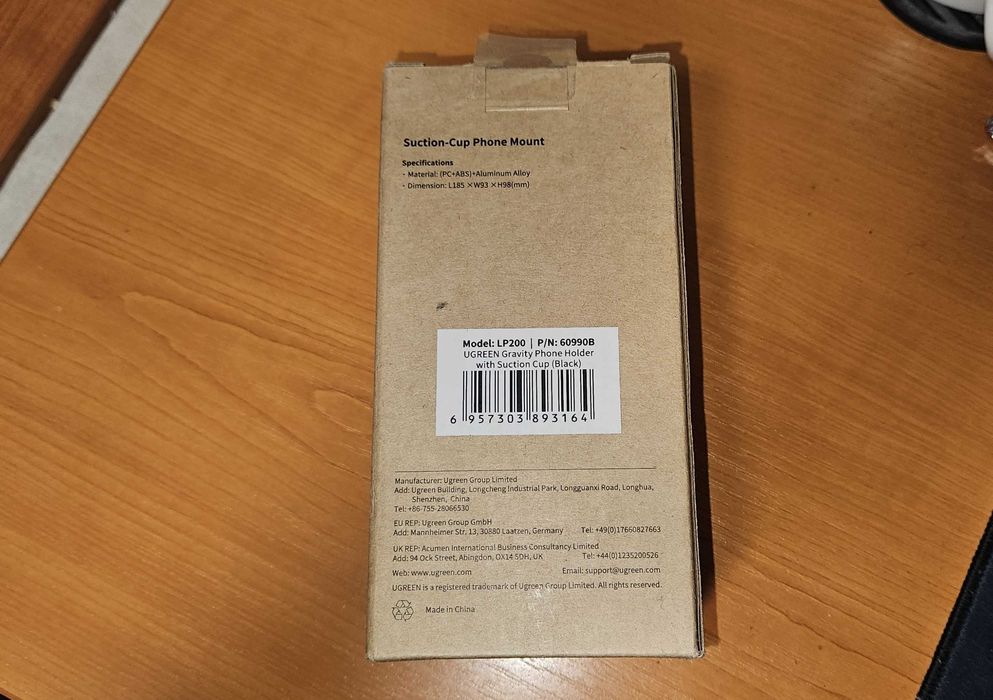 Suction-Cup Phone Mount
Specifications
· Material: (PC+ABS)+Aluminum Alloy
· Dimension: L185 ×W93 ×H98(mm)
Model: LP200 | P/N: 60990B
UGREEN Gravity Phone Holder
with Suction Cup (Black)
6 957303 893164
Manufacturer: Ugreen Group Limited
Add: Ugreen Building, Longcheng Industrial Park, Longguanxi Road, Longhua,
Shenzhen, China
Tel: +86-755-28066530
EU REP: Ugreen Group GmbH
Add: Mannheimer Str. 13, 30880 Laatzen, Germany Tel: +49(0)17660827663
UK REP: Acumen International Business Consultancy Limited
Add: 94 Ock Street, Abingdon, OX14 5DH, UK Tel: +44(0)1235200526
Web: www.ugreen.com Email: support@ugreen.com
UGREEN is a registered trademark of Ugreen Group Limited. All rights reserved.
Made in China